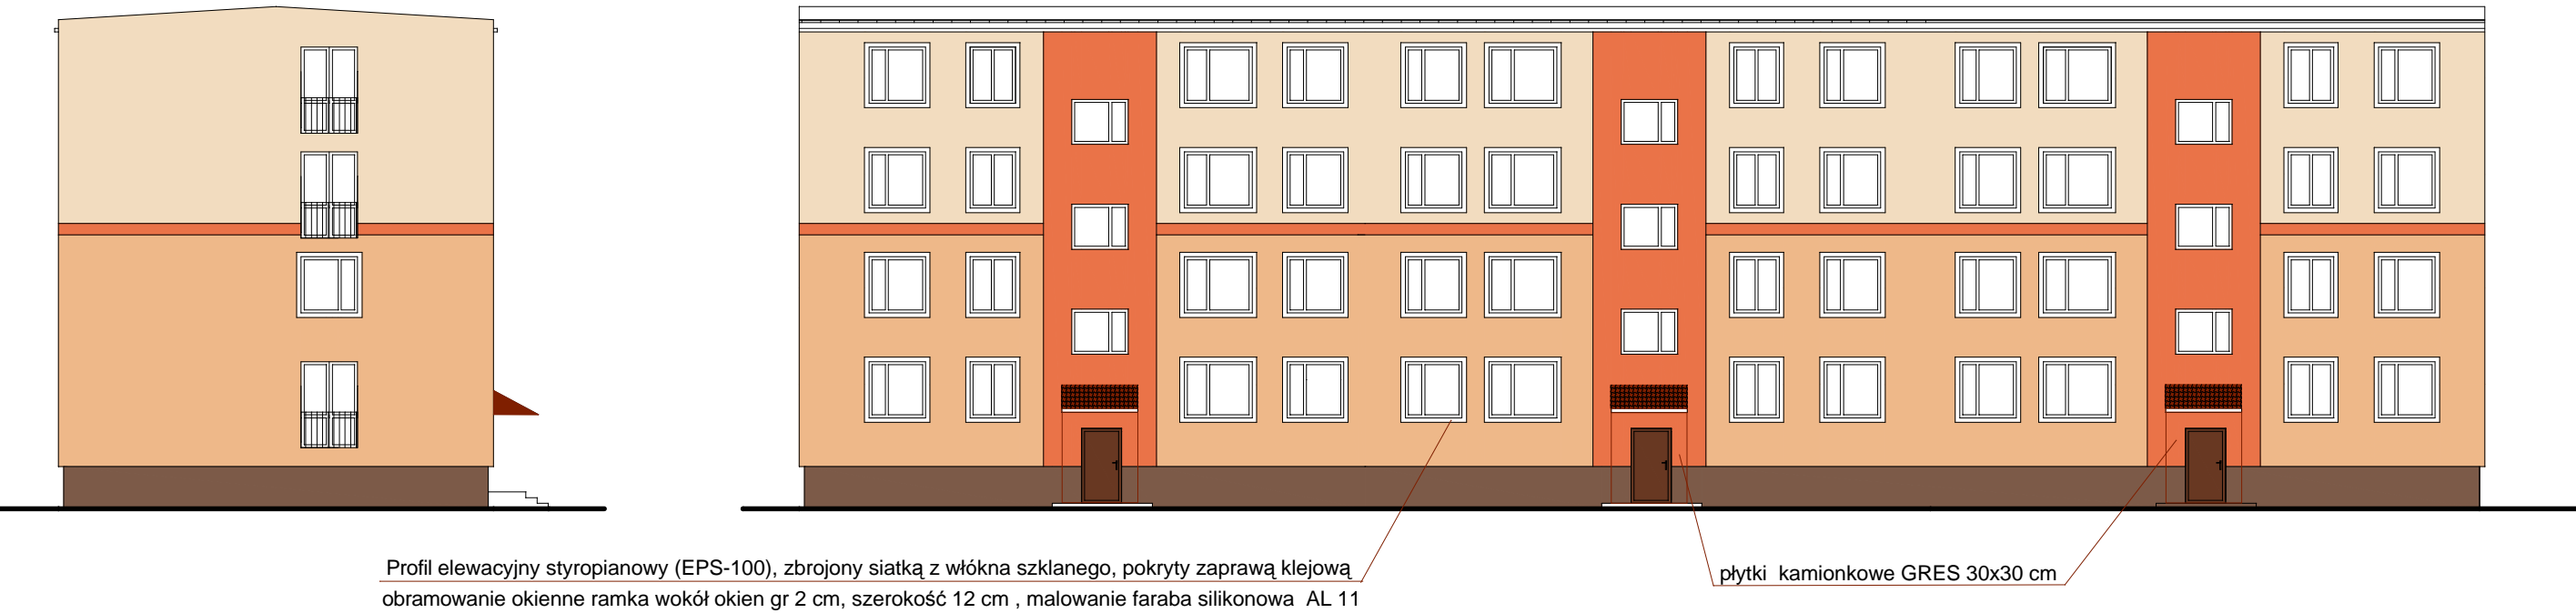 Profil elewacyjny styropianowy (EPS-100), zbrojony siatką z włókna szklanego, pokryty zaprawą klejową
obramowanie okienne ramka wokół okien gr 2 cm, szerokość 12 cm , malowanie faraba silikonowa AL 11
płytki kamionkowe GRES 30x30 cm